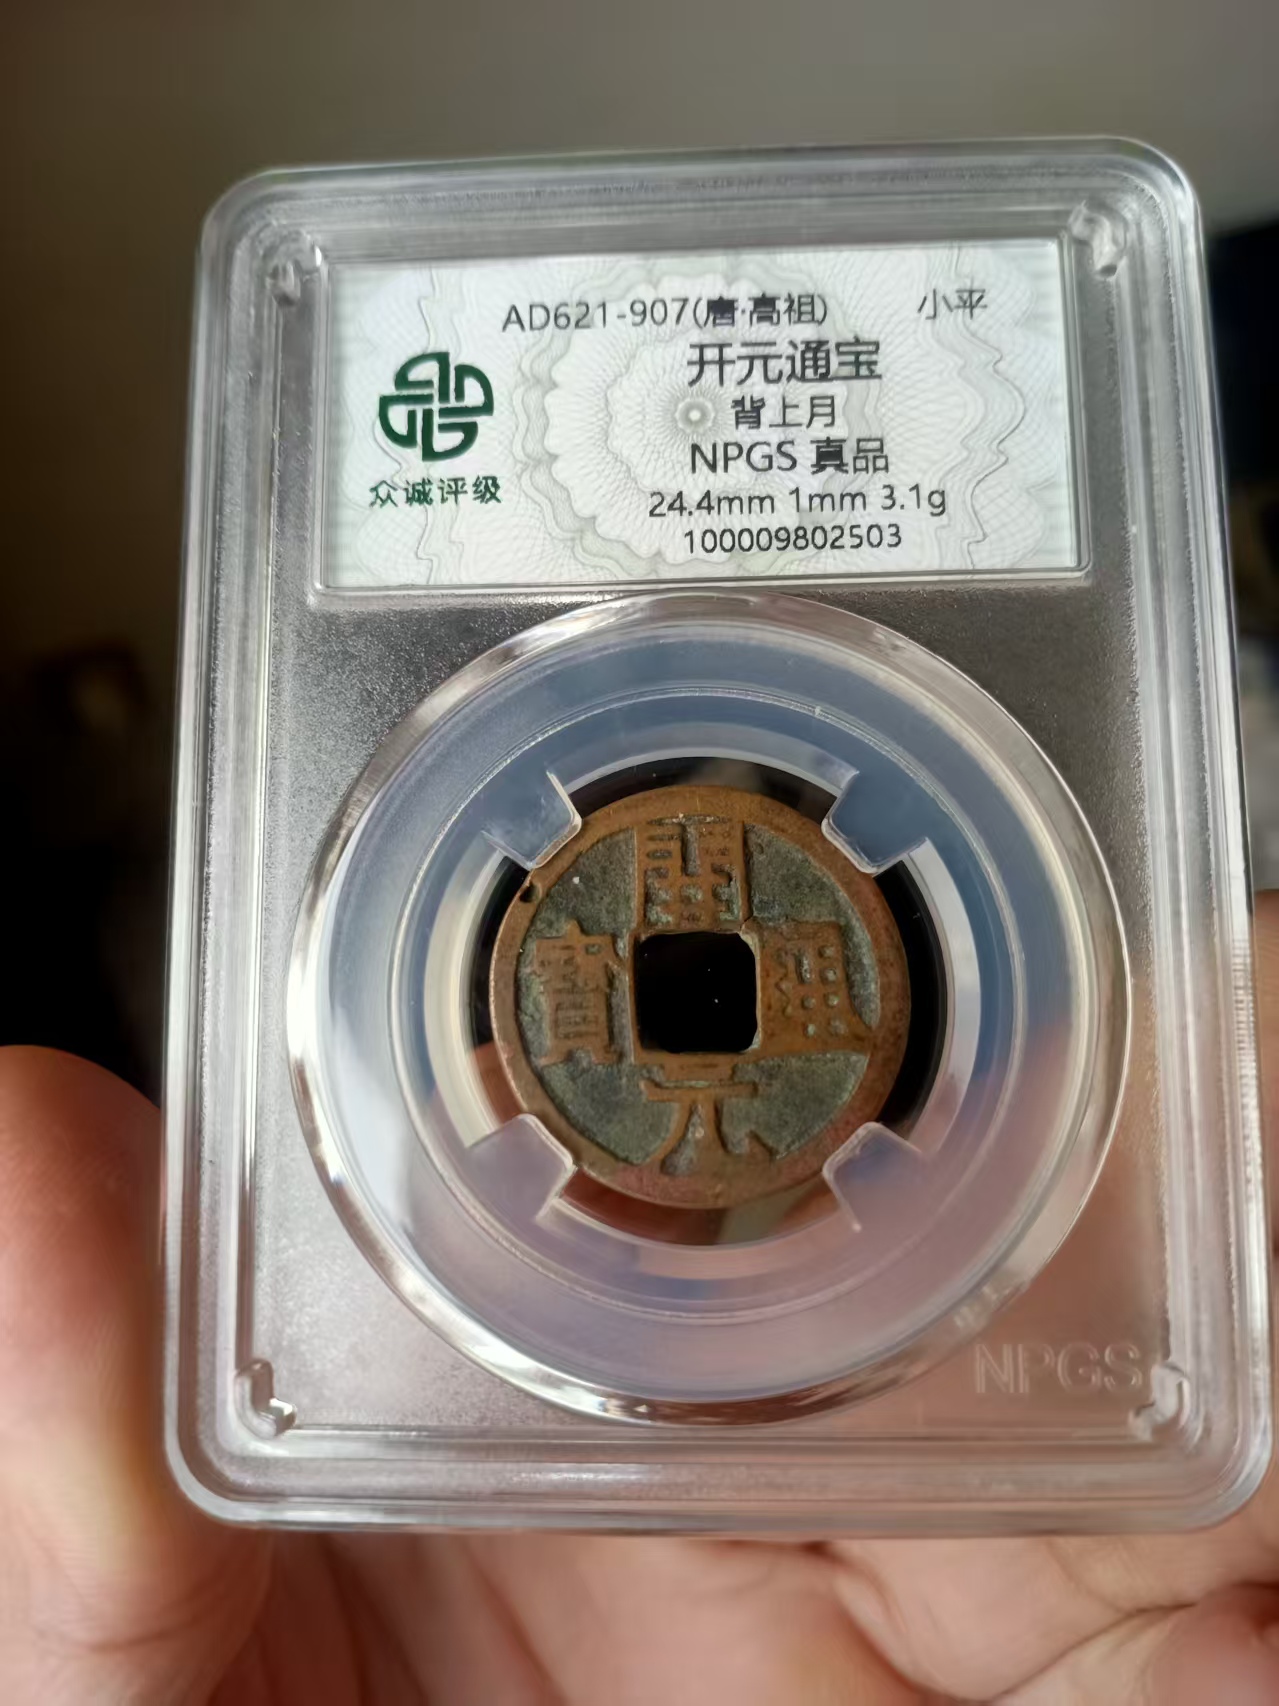 AD621-907(唐·高祖) 小平
开元通宝
背上月
NPGS 真品
24.4mm 1mm 3.1g
100009802503
众诚评级
開
寶 通
元
NPGS